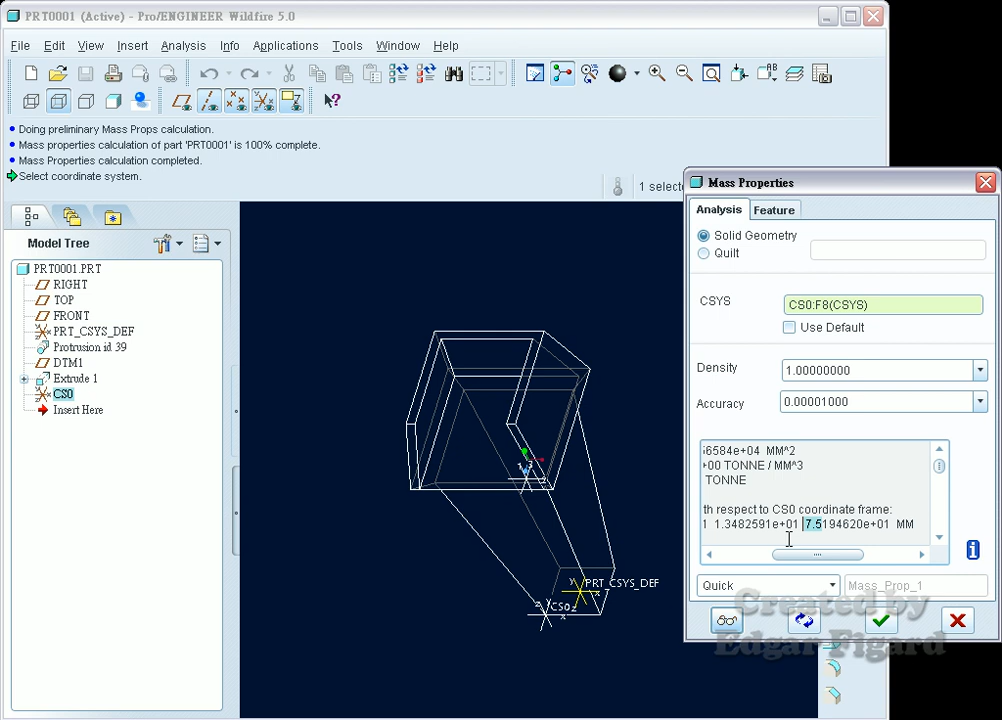 PRT0001 (Active) - Pro/ENGINEER Wildfire 5.0
File Edit View Insert Analysis Info Applications Tools Window Help
Doing preliminary Mass Props calculation.
Mass properties calculation of part 'PRT0001' is 100% complete.
Mass Properties calculation completed.
Select coordinate system.
1 selecte
Model Tree
PRT0001.PRT
RIGHT
TOP
FRONT
PRT_CSYS_DEF
Protrusion id 39
DTM1
Extrude 1
CS0
Insert Here
PRT_CSYS_DEF
CS0
Mass Properties
Analysis Feature
Solid Geometry
Quilt
CSYS
CS0:F8(CSYS)
Use Default
Density 1.00000000
Accuracy 0.00001000
6584e+04 MM^2
00 TONNE / MM^3
TONNE
th respect to CS0 coordinate frame:
1 1.3482591e+01 7.5194620e+01 MM
Quick Mass_Prop_1
Created by
Edgar Figard